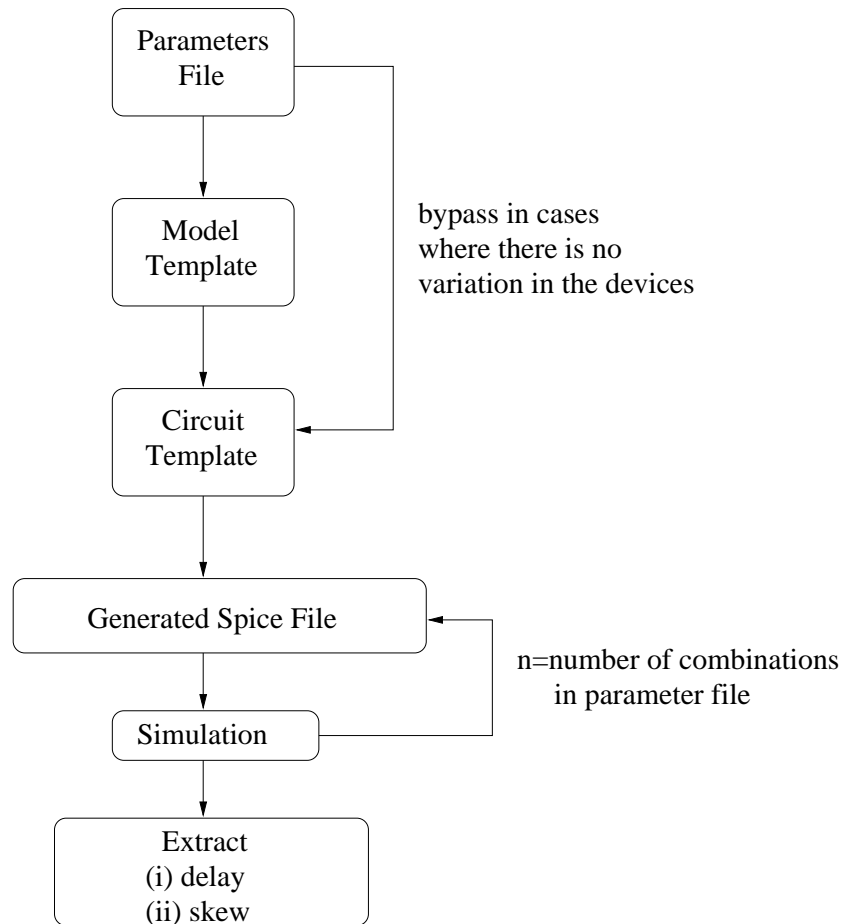 Parameters
File
Model
Template
bypass in cases
where there is no
variation in the devices
Circuit
Template
Generated Spice File
n=number of combinations
in parameter file
Simulation
Extract
(i) delay
(ii) skew